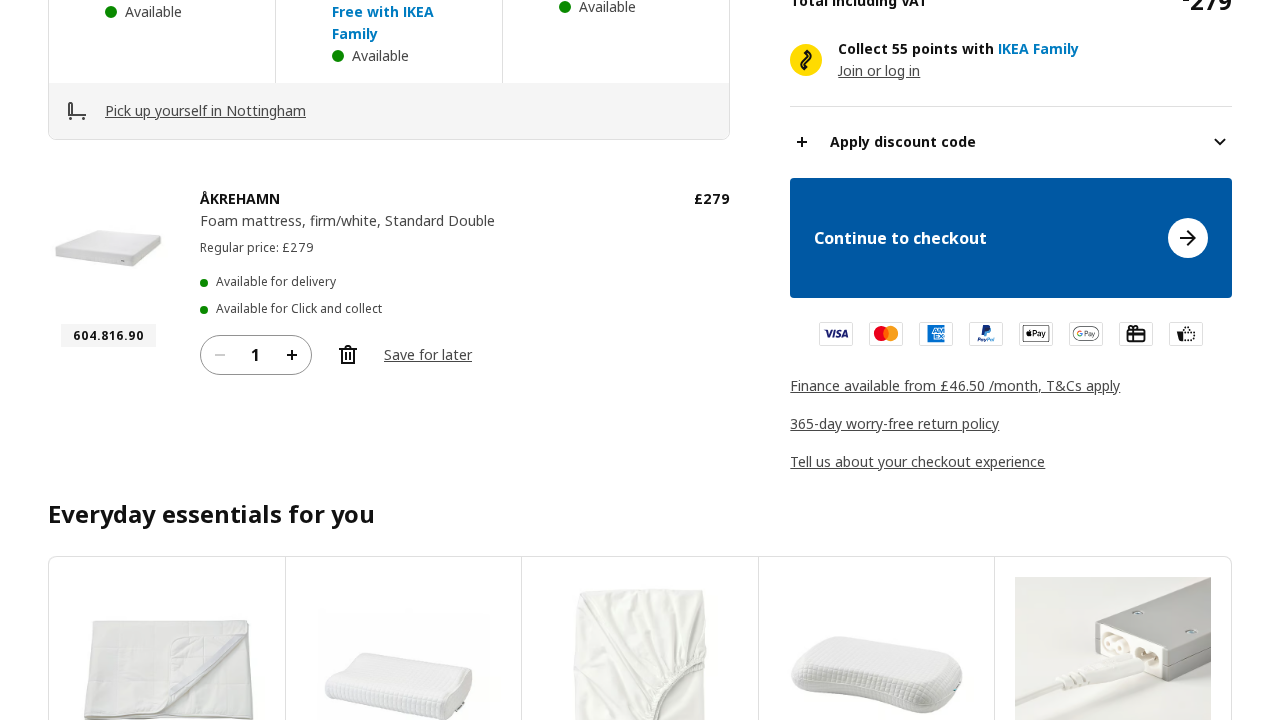 Available
Free with IKEA
Family
Available
Available
Pick up yourself in Nottingham
ÅKREHAMN
£279
Foam mattress, firm/white, Standard Double
Regular price: £279
Available for delivery
Available for Click and collect
604.816.90
1
Save for later
Total including VAT
£279
Collect 55 points with IKEA Family
Join or log in
Apply discount code
Continue to checkout
VISA
AMEX
PayPal
Pay
G Pay
Finance available from £46.50 /month, T&Cs apply
365-day worry-free return policy
Tell us about your checkout experience
Everyday essentials for you